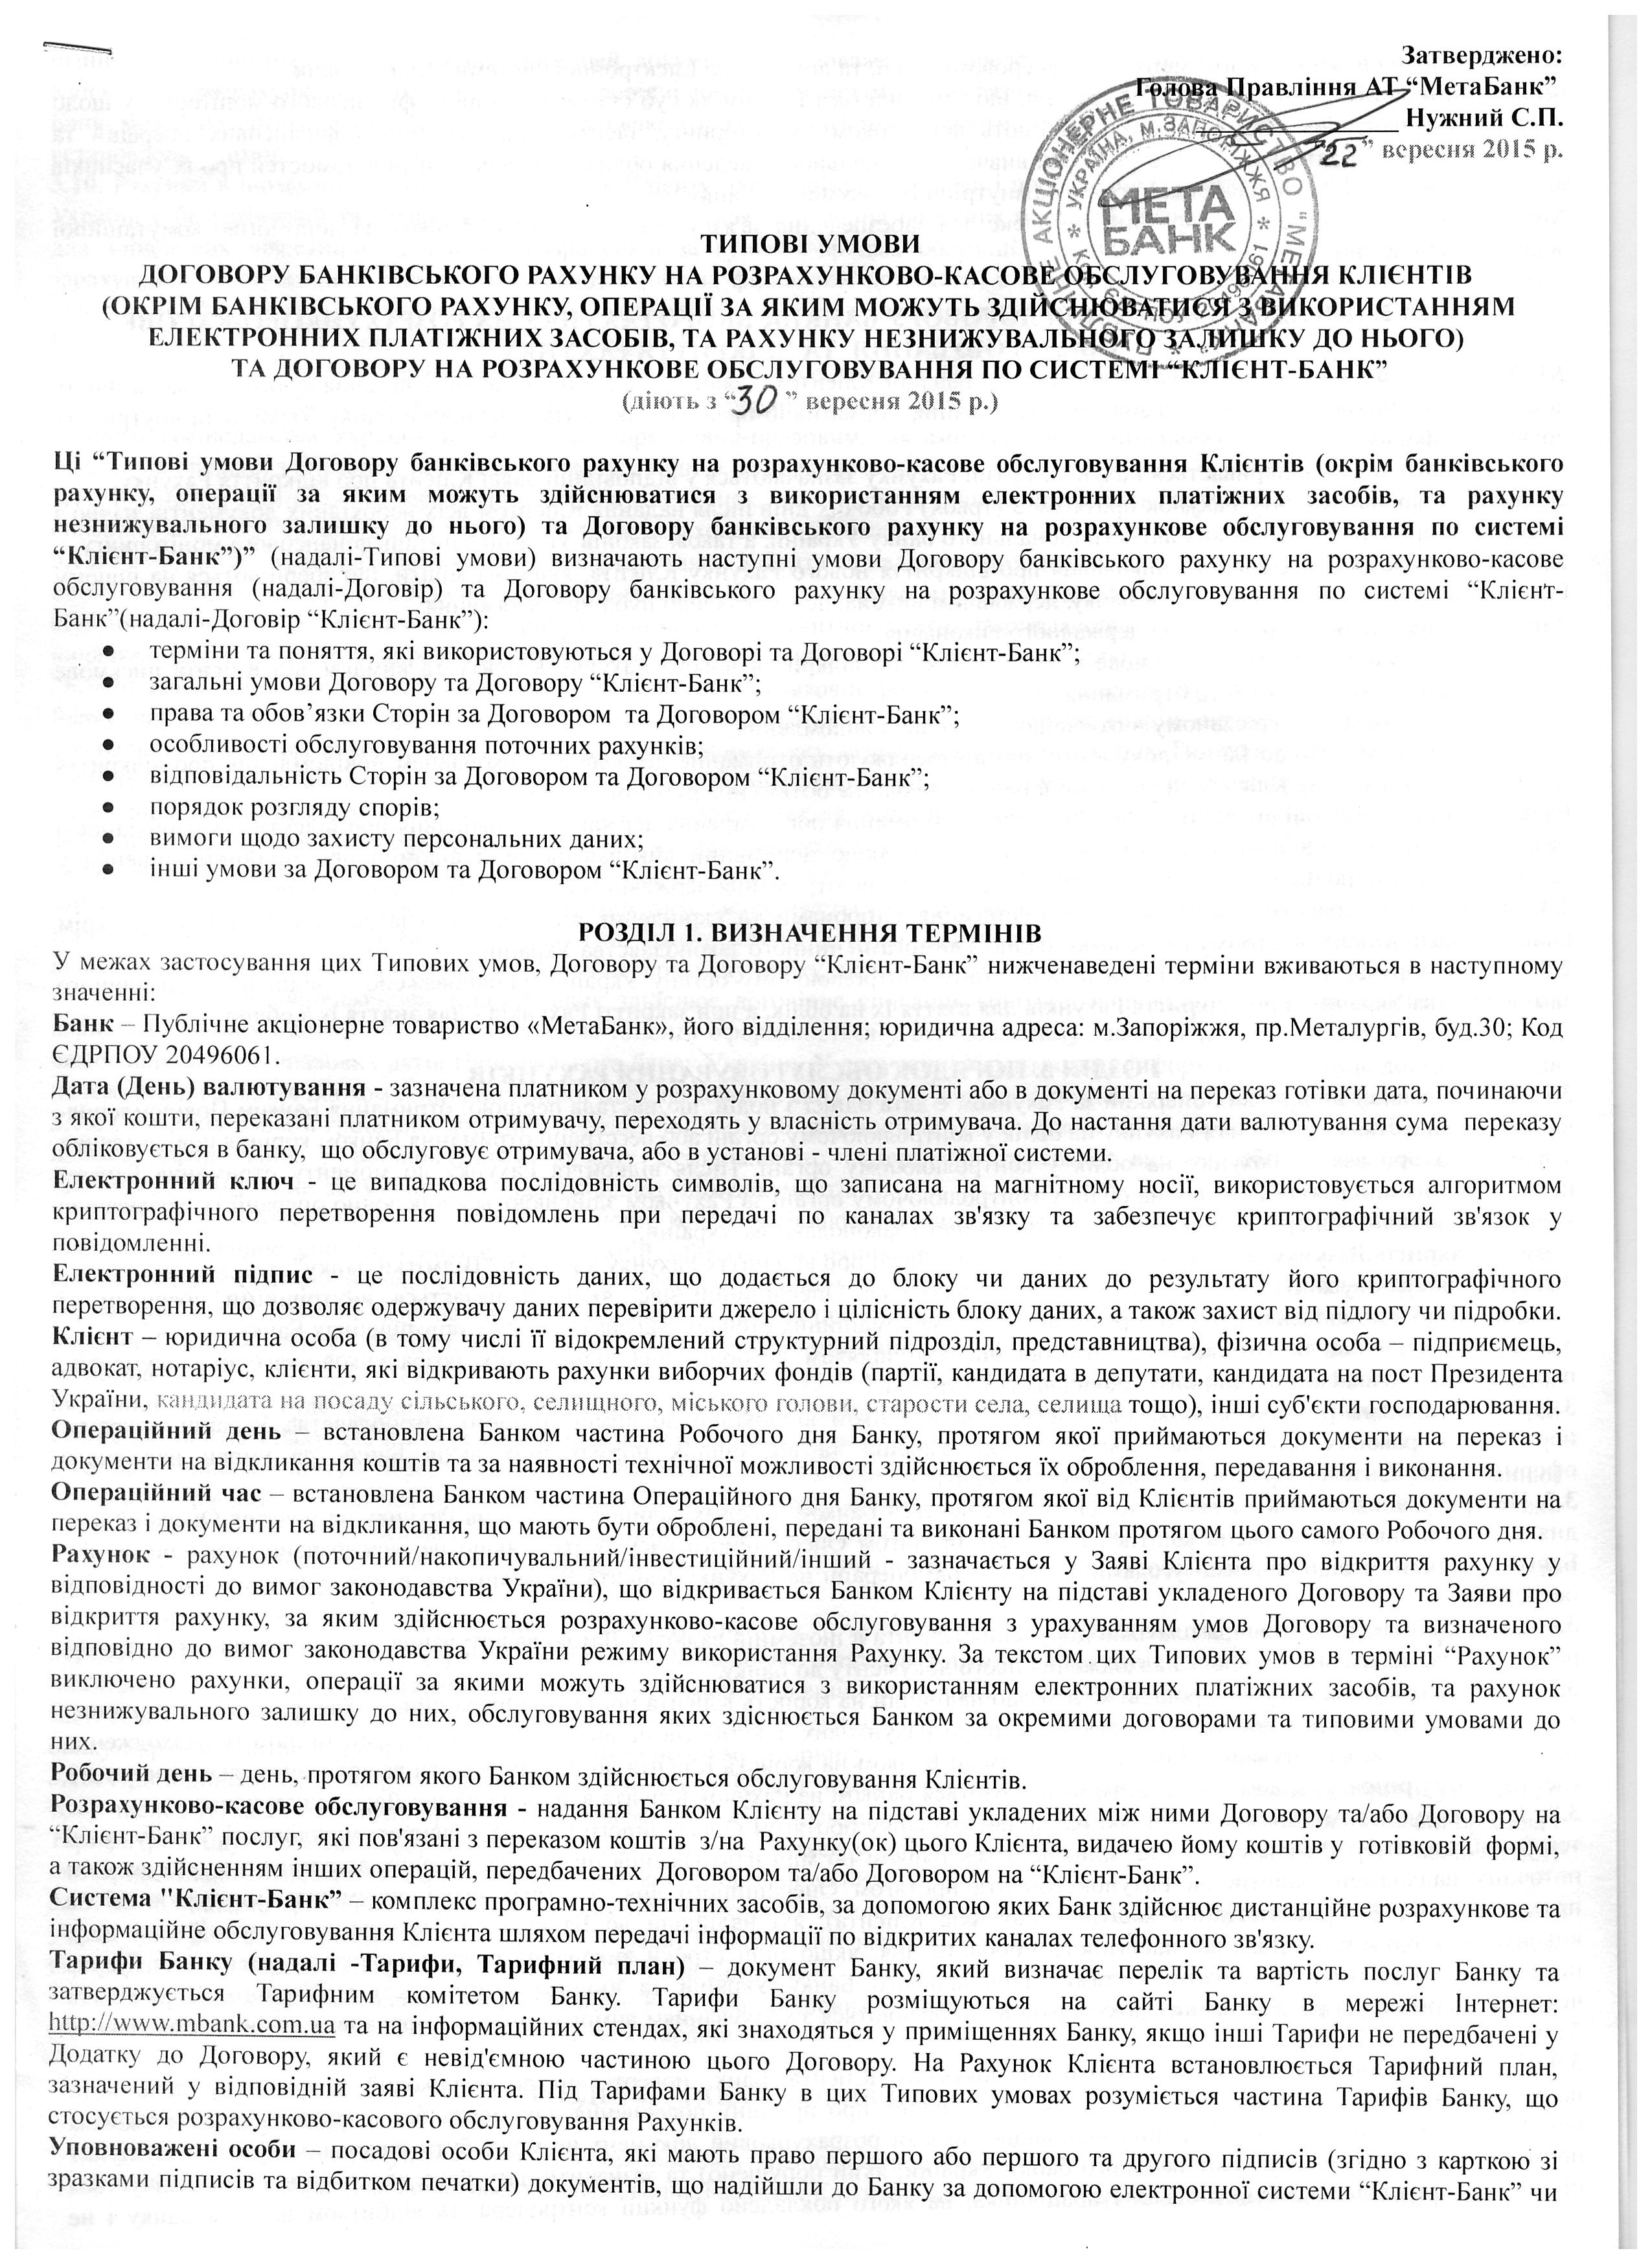 Затверджено:
Голова Правління АТ “МетаБанк”
Нужний С.П.
“22” вересня 2015 р.
АКЦІОНЕРНЕ ТОВАРИСТВО “МЕТАБАНК” * ПУБЛІЧНЕ
* УКРАЇНА, М.ЗАПОРІЖЖЯ * КОД ЄДРПОУ 20496061
МЕТА
БАНК
ТИПОВІ УМОВИ
ДОГОВОРУ БАНКІВСЬКОГО РАХУНКУ НА РОЗРАХУНКОВО-КАСОВЕ ОБСЛУГОВУВАННЯ КЛІЄНТІВ
(ОКРІМ БАНКІВСЬКОГО РАХУНКУ, ОПЕРАЦІЇ ЗА ЯКИМ МОЖУТЬ ЗДІЙСНЮВАТИСЯ З ВИКОРИСТАННЯМ
ЕЛЕКТРОННИХ ПЛАТІЖНИХ ЗАСОБІВ, ТА РАХУНКУ НЕЗНИЖУВАЛЬНОГО ЗАЛИШКУ ДО НЬОГО)
ТА ДОГОВОРУ НА РОЗРАХУНКОВЕ ОБСЛУГОВУВАННЯ ПО СИСТЕМІ “КЛІЄНТ-БАНК”
(діють з “30” вересня 2015 р.)
Ці “Типові умови Договору банківського рахунку на розрахунково-касове обслуговування Клієнтів (окрім банківського
рахунку, операції за яким можуть здійснюватися з використанням електронних платіжних засобів, та рахунку
незнижувального залишку до нього) та Договору банківського рахунку на розрахункове обслуговування по системі
“Клієнт-Банк”)” (надалі-Типові умови) визначають наступні умови Договору банківського рахунку на розрахунково-касове
обслуговування (надалі-Договір) та Договору банківського рахунку на розрахункове обслуговування по системі “Клієнт-
Банк”(надалі-Договір “Клієнт-Банк”):
● терміни та поняття, які використовуються у Договорі та Договорі “Клієнт-Банк”;
● загальні умови Договору та Договору “Клієнт-Банк”;
● права та обов’язки Сторін за Договором та Договором “Клієнт-Банк”;
● особливості обслуговування поточних рахунків;
● відповідальність Сторін за Договором та Договором “Клієнт-Банк”;
● порядок розгляду спорів;
● вимоги щодо захисту персональних даних;
● інші умови за Договором та Договором “Клієнт-Банк”.
РОЗДІЛ 1. ВИЗНАЧЕННЯ ТЕРМІНІВ
У межах застосування цих Типових умов, Договору та Договору “Клієнт-Банк” нижченаведені терміни вживаються в наступному
значенні:
Банк – Публічне акціонерне товариство «МетаБанк», його відділення; юридична адреса: м.Запоріжжя, пр.Металургів, буд.30; Код
ЄДРПОУ 20496061.
Дата (День) валютування - зазначена платником у розрахунковому документі або в документі на переказ готівки дата, починаючи
з якої кошти, переказані платником отримувачу, переходять у власність отримувача. До настання дати валютування сума переказу
обліковується в банку, що обслуговує отримувача, або в установі - члені платіжної системи.
Електронний ключ - це випадкова послідовність символів, що записана на магнітному носії, використовується алгоритмом
криптографічного перетворення повідомлень при передачі по каналах зв'язку та забезпечує криптографічний зв'язок у
повідомленні.
Електронний підпис - це послідовність даних, що додається до блоку чи даних до результату його криптографічного
перетворення, що дозволяє одержувачу даних перевірити джерело і цілісність блоку даних, а також захист від підлогу чи підробки.
Клієнт – юридична особа (в тому числі її відокремлений структурний підрозділ, представництва), фізична особа – підприємець,
адвокат, нотаріус, клієнти, які відкривають рахунки виборчих фондів (партії, кандидата в депутати, кандидата на пост Президента
України, кандидата на посаду сільського, селищного, міського голови, старости села, селища тощо), інші суб'єкти господарювання.
Операційний день – встановлена Банком частина Робочого дня Банку, протягом якої приймаються документи на переказ і
документи на відкликання коштів та за наявності технічної можливості здійснюється їх оброблення, передавання і виконання.
Операційний час – встановлена Банком частина Операційного дня Банку, протягом якої від Клієнтів приймаються документи на
переказ і документи на відкликання, що мають бути оброблені, передані та виконані Банком протягом цього самого Робочого дня.
Рахунок - рахунок (поточний/накопичувальний/інвестиційний/інший - зазначається у Заяві Клієнта про відкриття рахунку у
відповідності до вимог законодавства України), що відкривається Банком Клієнту на підставі укладеного Договору та Заяви про
відкриття рахунку, за яким здійснюється розрахунково-касове обслуговування з урахуванням умов Договору та визначеного
відповідно до вимог законодавства України режиму використання Рахунку. За текстом цих Типових умов в терміні “Рахунок”
виключено рахунки, операції за якими можуть здійснюватися з використанням електронних платіжних засобів, та рахунок
незнижувального залишку до них, обслуговування яких здіснюється Банком за окремими договорами та типовими умовами до
них.
Робочий день – день, протягом якого Банком здійснюється обслуговування Клієнтів.
Розрахунково-касове обслуговування - надання Банком Клієнту на підставі укладених між ними Договору та/або Договору на
“Клієнт-Банк” послуг, які пов'язані з переказом коштів з/на Рахунку(ок) цього Клієнта, видачею йому коштів у готівковій формі,
а також здійсненням інших операцій, передбачених Договором та/або Договором на “Клієнт-Банк”.
Система "Клієнт-Банк” – комплекс програмно-технічних засобів, за допомогою яких Банк здійснює дистанційне розрахункове та
інформаційне обслуговування Клієнта шляхом передачі інформації по відкритих каналах телефонного зв'язку.
Тарифи Банку (надалі -Тарифи, Тарифний план) – документ Банку, який визначає перелік та вартість послуг Банку та
затверджується Тарифним комітетом Банку. Тарифи Банку розміщуються на сайті Банку в мережі Інтернет:
http://www.mbank.com.ua та на інформаційних стендах, які знаходяться у приміщеннях Банку, якщо інші Тарифи не передбачені у
Додатку до Договору, який є невід'ємною частиною цього Договору. На Рахунок Клієнта встановлюється Тарифний план,
зазначений у відповідній заяві Клієнта. Під Тарифами Банку в цих Типових умовах розуміється частина Тарифів Банку, що
стосується розрахунково-касового обслуговування Рахунків.
Уповноважені особи – посадові особи Клієнта, які мають право першого або першого та другого підписів (згідно з карткою зі
зразками підписів та відбитком печатки) документів, що надійшли до Банку за допомогою електронної системи “Клієнт-Банк” чи